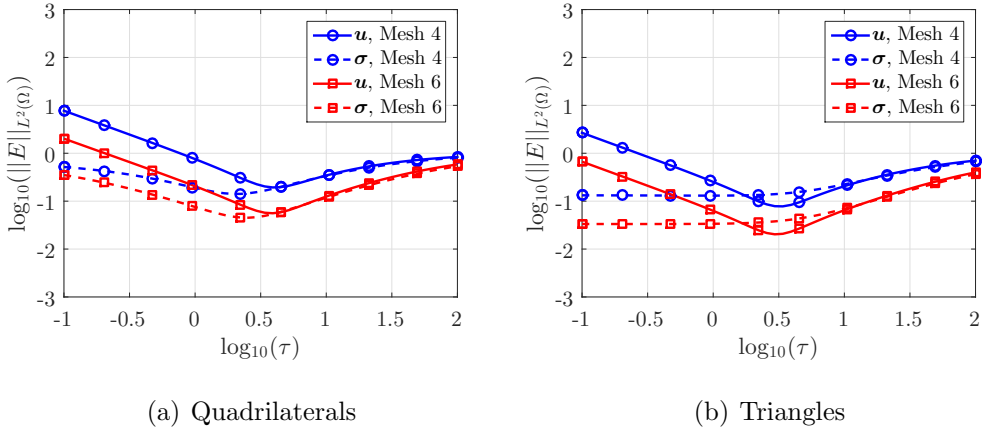 3
2
1
0
-1
-2
-3
log10(||E||L2(Ω))
u, Mesh 4
σ, Mesh 4
u, Mesh 6
σ, Mesh 6
-1 -0.5 0 0.5 1 1.5 2
log10(τ)
(a) Quadrilaterals
3
2
1
0
-1
-2
-3
log10(||E||L2(Ω))
u, Mesh 4
σ, Mesh 4
u, Mesh 6
σ, Mesh 6
-1 -0.5 0 0.5 1 1.5 2
log10(τ)
(b) Triangles